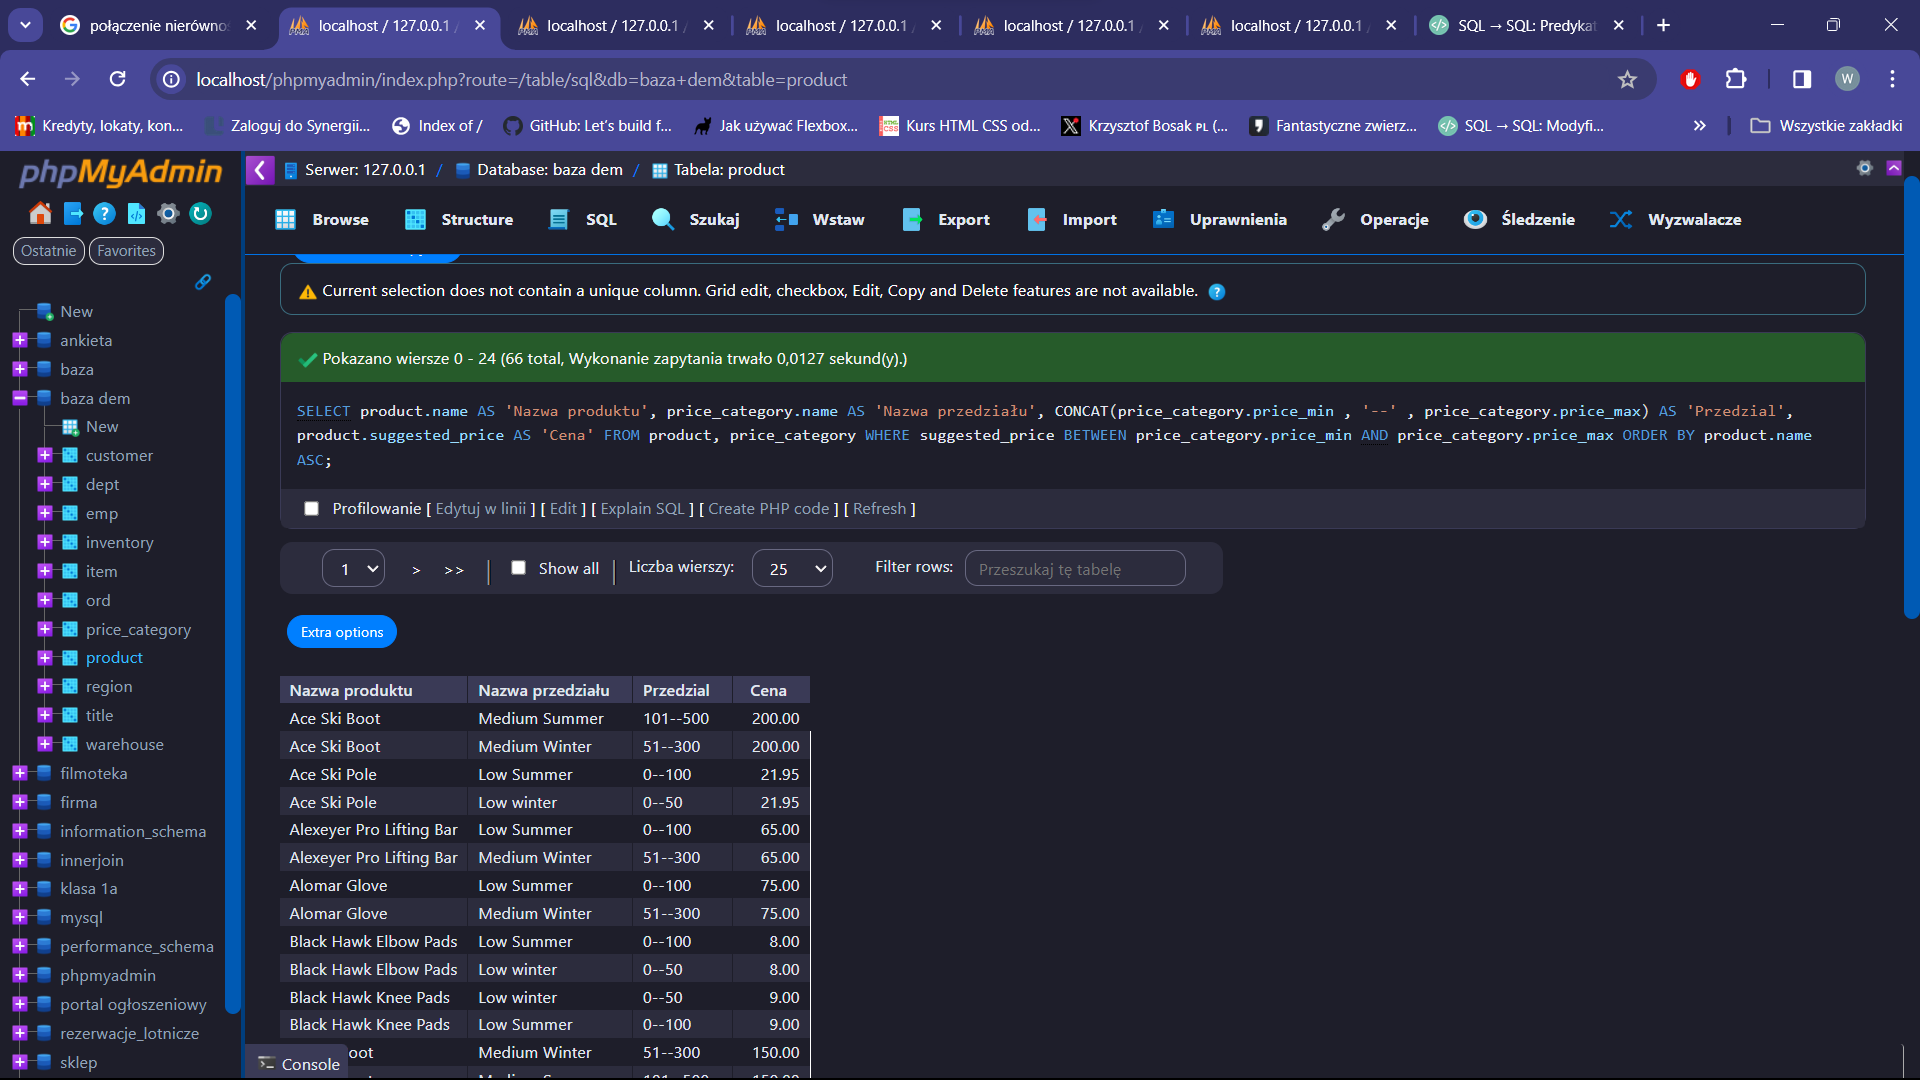 połączenie nierówno
localhost / 127.0.0.1
localhost / 127.0.0.1
localhost / 127.0.0.1
localhost / 127.0.0.1
localhost / 127.0.0.1
SQL → SQL: Predykat
localhost/phpmyadmin/index.php?route=/table/sql&db=baza+dem&table=product
W
Kredyty, lokaty, kon...
Zaloguj do Synergii...
Index of /
GitHub: Let's build f...
Jak używać Flexbox...
Kurs HTML CSS od...
Krzysztof Bosak PL (...
Fantastyczne zwierz...
SQL → SQL: Modyfi...
Wszystkie zakładki
phpMyAdmin
Ostatnie
Favorites
New
ankieta
baza
baza dem
New
customer
dept
emp
inventory
item
ord
price_category
product
region
title
warehouse
filmoteka
firma
information_schema
innerjoin
klasa 1a
mysql
performance_schema
phpmyadmin
portal ogłoszeniowy
rezerwacje_lotnicze
sklep
Serwer: 127.0.0.1 / Database: baza dem / Tabela: product
Browse
Structure
SQL
Szukaj
Wstaw
Export
Import
Uprawnienia
Operacje
Śledzenie
Wyzwalacze
Current selection does not contain a unique column. Grid edit, checkbox, Edit, Copy and Delete features are not available.
Pokazano wiersze 0 - 24 (66 total, Wykonanie zapytania trwało 0,0127 sekund(y).)
SELECT product.name AS 'Nazwa produktu', price_category.name AS 'Nazwa przedziału', CONCAT(price_category.price_min , '--' , price_category.price_max) AS 'Przedzial',
product.suggested_price AS 'Cena' FROM product, price_category WHERE suggested_price BETWEEN price_category.price_min AND price_category.price_max ORDER BY product.name
ASC;
Profilowanie [ Edytuj w linii ] [ Edit ] [ Explain SQL ] [ Create PHP code ] [ Refresh ]
1 > >> | Show all | Liczba wierszy: 25 Filter rows: Przeszukaj tę tabelę
Extra options
Nazwa produktu Nazwa przedziału Przedzial Cena
Ace Ski Boot Medium Summer 101--500 200.00
Ace Ski Boot Medium Winter 51--300 200.00
Ace Ski Pole Low Summer 0--100 21.95
Ace Ski Pole Low winter 0--50 21.95
Alexeyer Pro Lifting Bar Low Summer 0--100 65.00
Alexeyer Pro Lifting Bar Medium Winter 51--300 65.00
Alomar Glove Low Summer 0--100 75.00
Alomar Glove Medium Winter 51--300 75.00
Black Hawk Elbow Pads Low Summer 0--100 8.00
Black Hawk Elbow Pads Low winter 0--50 8.00
Black Hawk Knee Pads Low winter 0--50 9.00
Black Hawk Knee Pads Low Summer 0--100 9.00
oot Medium Winter 51--300 150.00
Console